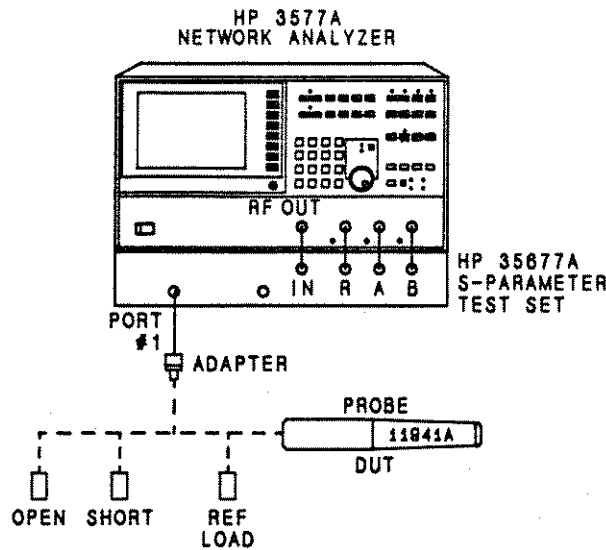 HP 3577A
NETWORK ANALYZER
RF OUT
IN R A B
HP 35677A
S-PARAMETER
TEST SET
PORT
#1
ADAPTER
PROBE
11941A
DUT
OPEN SHORT REF
LOAD